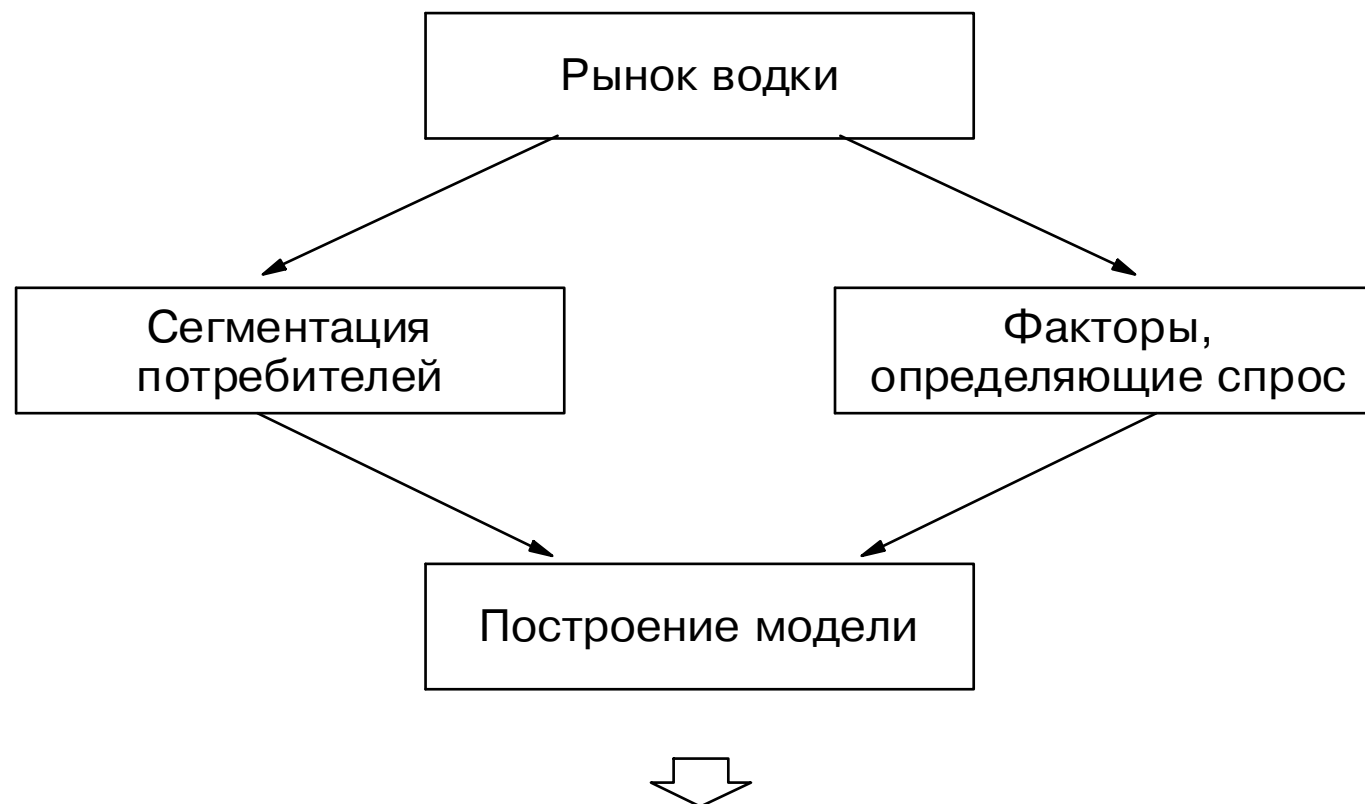 Рынок водки
Сегментация
потребителей
Факторы,
определяющие спрос
Построение модели